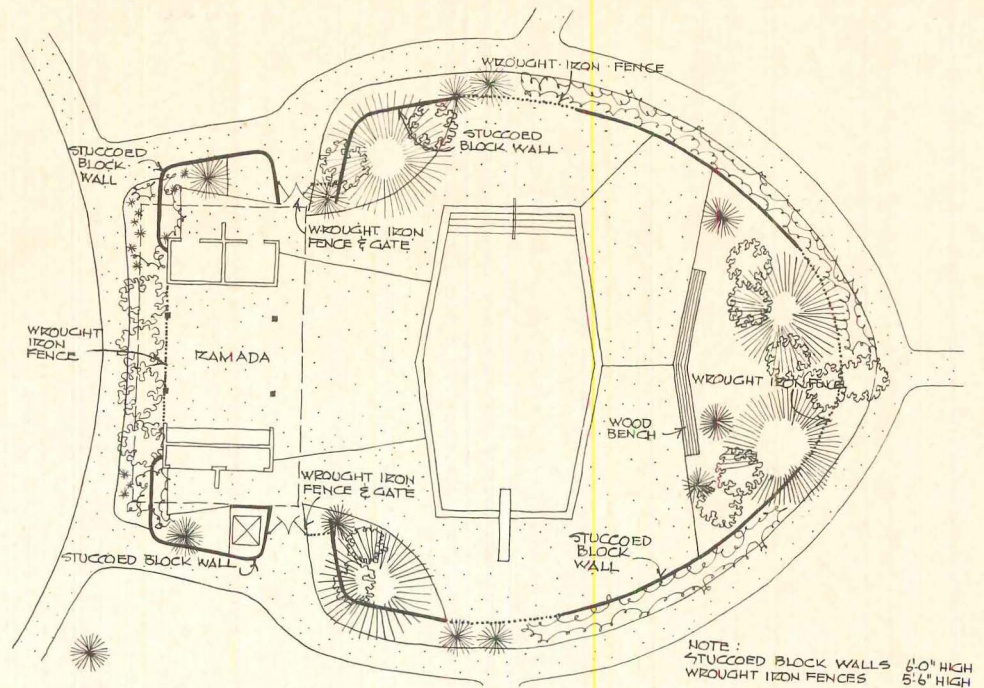 WROUGHT IRON FENCE
STUCCOED
BLOCK WALL
STUCCOED
BLOCK
WALL
WROUGHT IRON
FENCE & GATE
WROUGHT
IRON
FENCE
RAMADA
WROUGHT IRON FENCE
WOOD
BENCH
WROUGHT IRON
FENCE & GATE
STUCCOED BLOCK WALL
STUCCOED
BLOCK
WALL
NOTE:
STUCCOED BLOCK WALLS 6'-0" HIGH
WROUGHT IRON FENCES 5'-6" HIGH